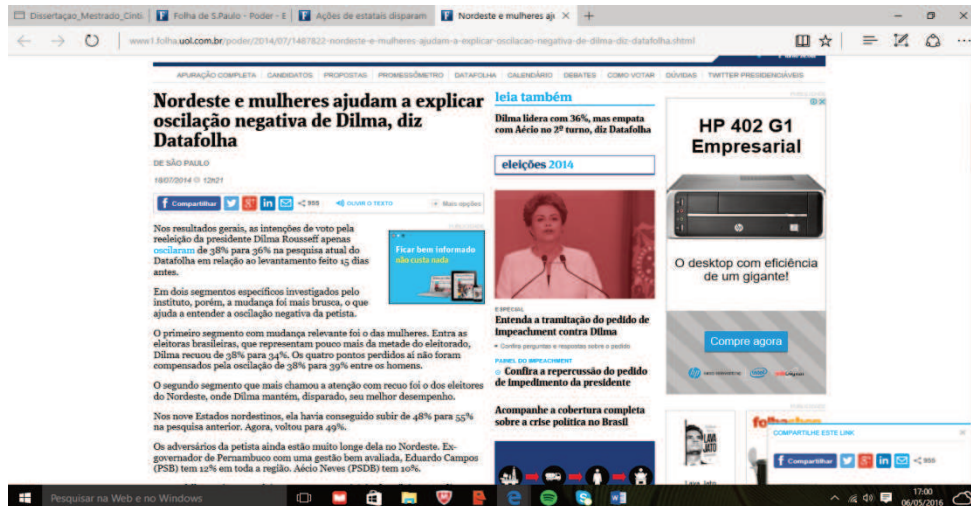 Dissertaçao_Mestrado_Cinti
Folha de S.Paulo - Poder - E
Ações de estatais disparam
Nordeste e mulheres aju
www1.folha.uol.com.br/poder/2014/07/1487822-nordeste-e-mulheres-ajudam-a-explicar-oscilacao-negativa-de-dilma-diz-datafolha.shtml
APURAÇÃO COMPLETA CANDIDATOS PROPOSTAS PROMESSÔMETRO DATAFOLHA CALENDÁRIO DEBATES COMO VOTAR DÚVIDAS TWITTER PRESIDENCIÁVEIS
Nordeste e mulheres ajudam a explicar
oscilação negativa de Dilma, diz
Datafolha
DE SÃO PAULO
18/07/2014 12h21
Compartilhar
OUVIR O TEXTO
+ Mais opções
Nos resultados gerais, as intenções de voto pela
reeleição da presidente Dilma Rousseff apenas
oscilaram de 38% para 36% na pesquisa atual do
Datafolha em relação ao levantamento feito 15 dias
antes.
Ficar bem informado
não custa nada
Em dois segmentos específicos investigados pelo
instituto, porém, a mudança foi mais brusca, o que
ajuda a entender a oscilação negativa da petista.
O primeiro segmento com mudança relevante foi o das mulheres. Entra as
eleitoras brasileiras, que representam pouco mais da metade do eleitorado,
Dilma recuou de 38% para 34%. Os quatro pontos perdidos aí não foram
compensados pela oscilação de 38% para 39% entre os homens.
O segundo segmento que mais chamou a atenção com recuo foi o dos eleitores
do Nordeste, onde Dilma mantém, disparado, seu melhor desempenho.
Nos nove Estados nordestinos, ela havia conseguido subir de 48% para 55%
na pesquisa anterior. Agora, voltou para 49%.
Os adversários da petista ainda estão muito longe dela no Nordeste. Ex-
governador de Pernambuco com uma gestão bem avaliada, Eduardo Campos
(PSB) tem 12% em toda a região. Aécio Neves (PSDB) tem 10%.
leia também
Dilma lidera com 36%, mas empata
com Aécio no 2º turno, diz Datafolha
eleições 2014
ESPECIAL
Entenda a tramitação do pedido de
impeachment contra Dilma
• Confira perguntas e respostas sobre o pedido
PAINEL DO IMPEACHMENT
Confira a repercussão do pedido
de impedimento da presidente
Acompanhe a cobertura completa
sobre a crise política no Brasil
HP 402 G1
Empresarial
O desktop com eficiência
de um gigante!
Compre agora
LAVA
JATO
Lava Jato
COMPARTILHE ESTE LINK
Compartilhar
Pesquisar na Web e no Windows
17:00
06/05/2016